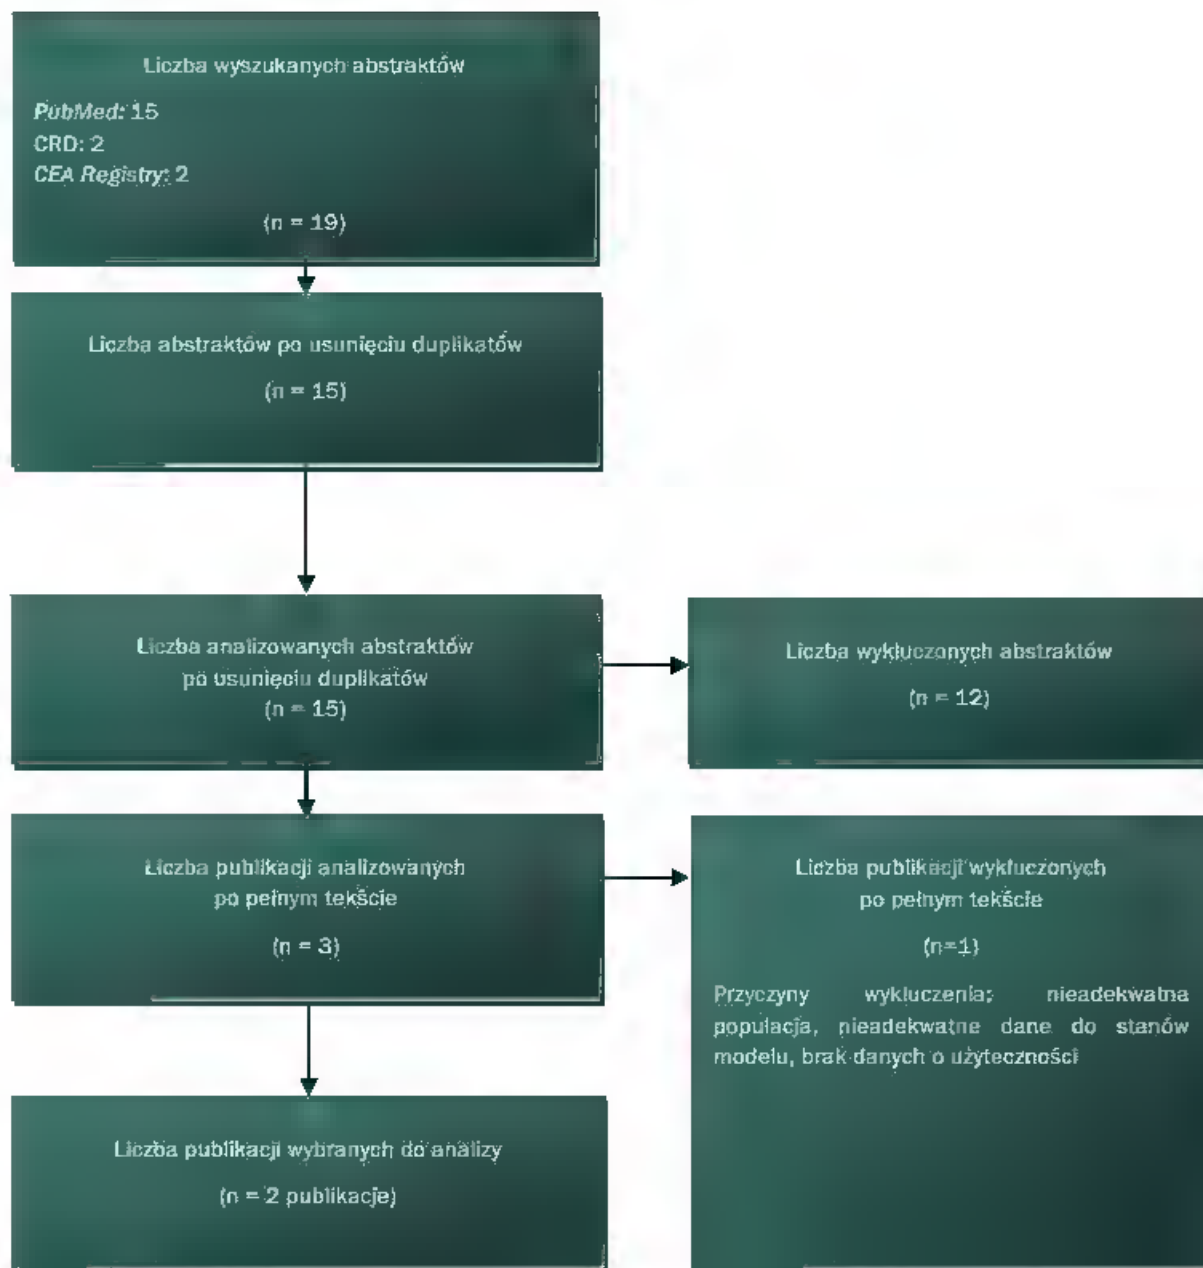 Liczba wyszukanych abstraktów
PubMed: 15
CRD: 2
CEA Registry: 2
(n = 19)
Liczba abstraktów po usunięciu duplikatów
(n = 15)
Liczba analizowanych abstraktów
po usunięciu duplikatów
(n = 15)
Liczba wykluczonych abstraktów
(n = 12)
Liczba publikacji analizowanych
po pełnym tekście
(n = 3)
Liczba publikacji wykluczonych
po pełnym tekście
(n=1)
Przyczyny wykluczenia: nieadekwatna
populacja, nieadekwatne dane do stanów
modelu, brak danych o użyteczności
Liczba publikacji wybranych do analizy
(n = 2 publikacje)